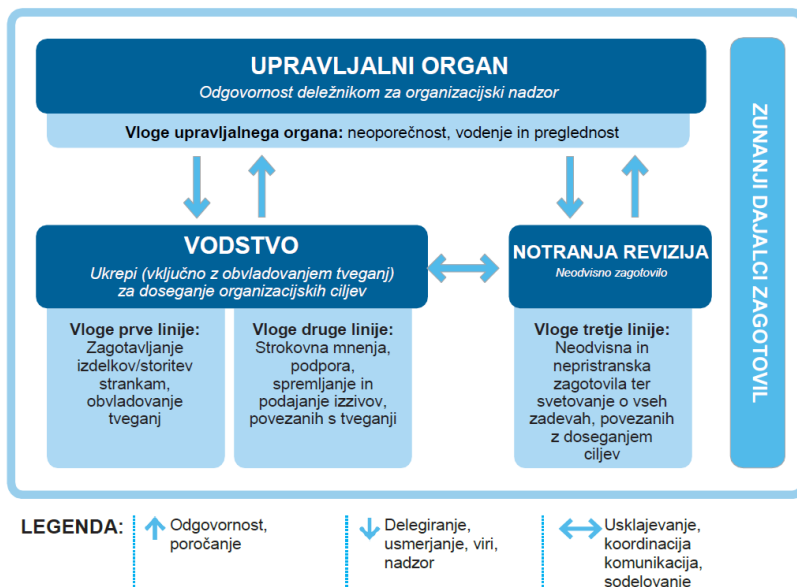 UPRAVLJALNI ORGAN
Odgovornost deležnikom za organizacijski nadzor
Vloge upravljalnega organa: neoporečnost, vodenje in preglednost
VODSTVO
Ukrepi (vključno z obvladovanjem tveganj)
za doseganje organizacijskih ciljev
Vloge prve linije:
Zagotavljanje
izdelkov/storitev
strankam,
obvladovanje
tveganj
Vloge druge linije:
Strokovna mnenja,
podpora,
spremljanje in
podajanje izzivov,
povezanih s tveganji
NOTRANJA REVIZIJA
Neodvisno zagotovilo
Vloge tretje linije:
Neodvisna in
nepristranska
zagotovila ter
svetovanje o vseh
zadevah, povezanih
z doseganjem
ciljev
ZUNANJI DAJALCI ZAGOTOVIL
LEGENDA:
Odgovornost,
poročanje
Delegiranje,
usmerjanje, viri,
nadzor
Usklajevanje,
koordinacija
komunikacija,
sodelovanje